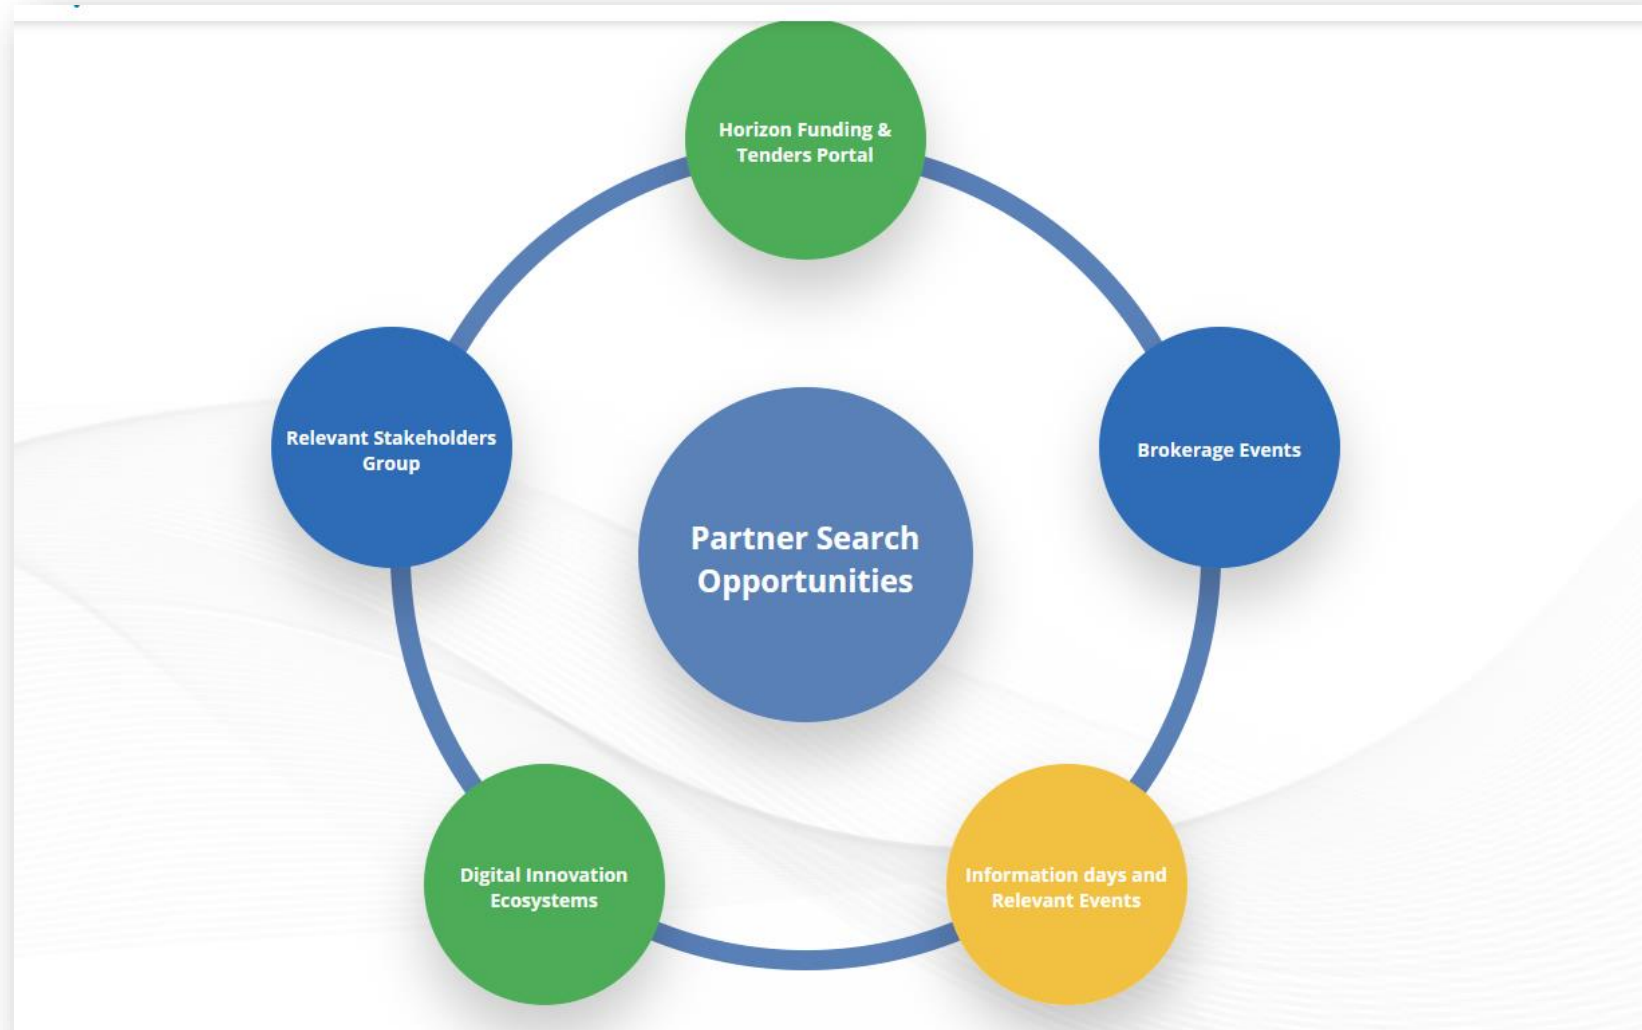 Horizon Funding &
Tenders Portal
Relevant Stakeholders
Group
Brokerage Events
Partner Search
Opportunities
Digital Innovation
Ecosystems
Information days and
Relevant Events